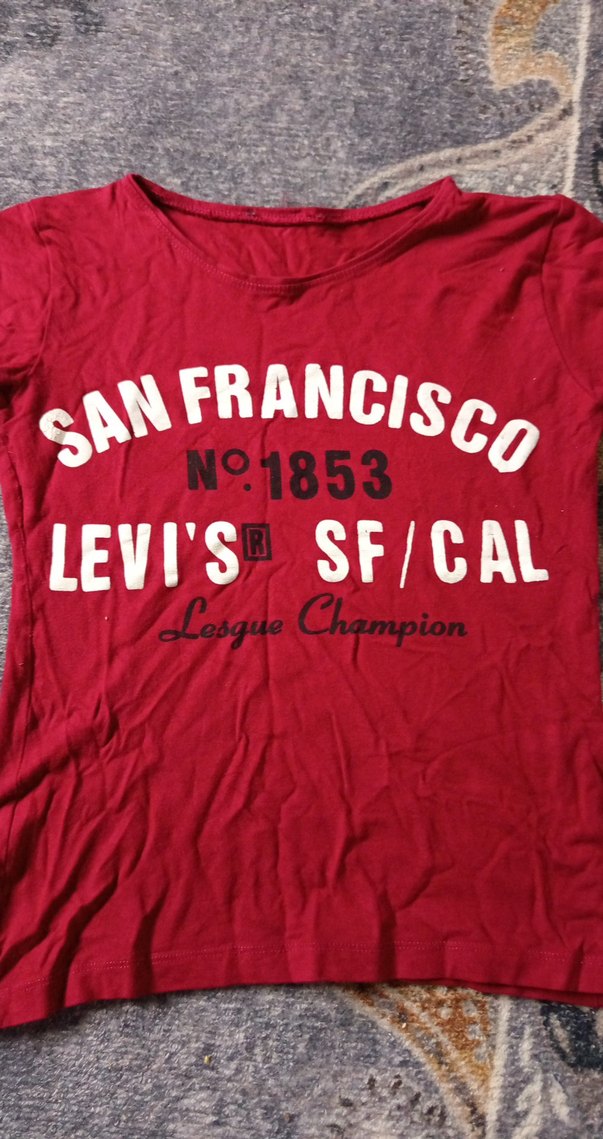 SAN FRANCISCO
Nº.1853
LEVI'S® SF/CAL
Lesgue Champion